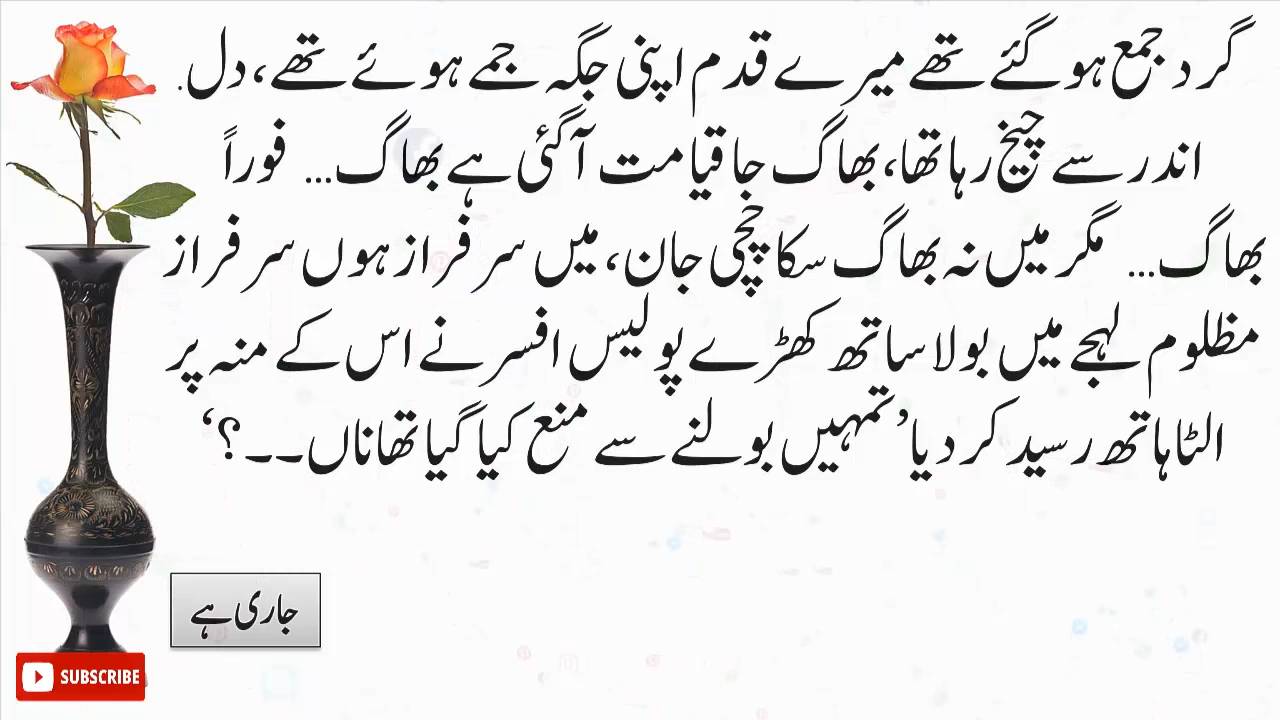 گرد جمع ہو گئے تھے میرے قدم اپنی جگہ جمے ہوئے تھے، دل.
اندر سے چیخ رہا تھا، بھاگ جا قیامت آگئی ہے بھاگ... فوراً
بھاگ... مگر میں نہ بھاگ سکا چچی جان، میں سرفراز ہوں سرفراز
مظلوم لہجے میں بولا ساتھ کھڑے پولیس افسر نے اس کے منہ پر
الٹا ہاتھ رسید کر دیا ’تمہیں بولنے سے منع کیا گیا تھا ناں۔۔۔؟‘
جاری ہے
SUBSCRIBE